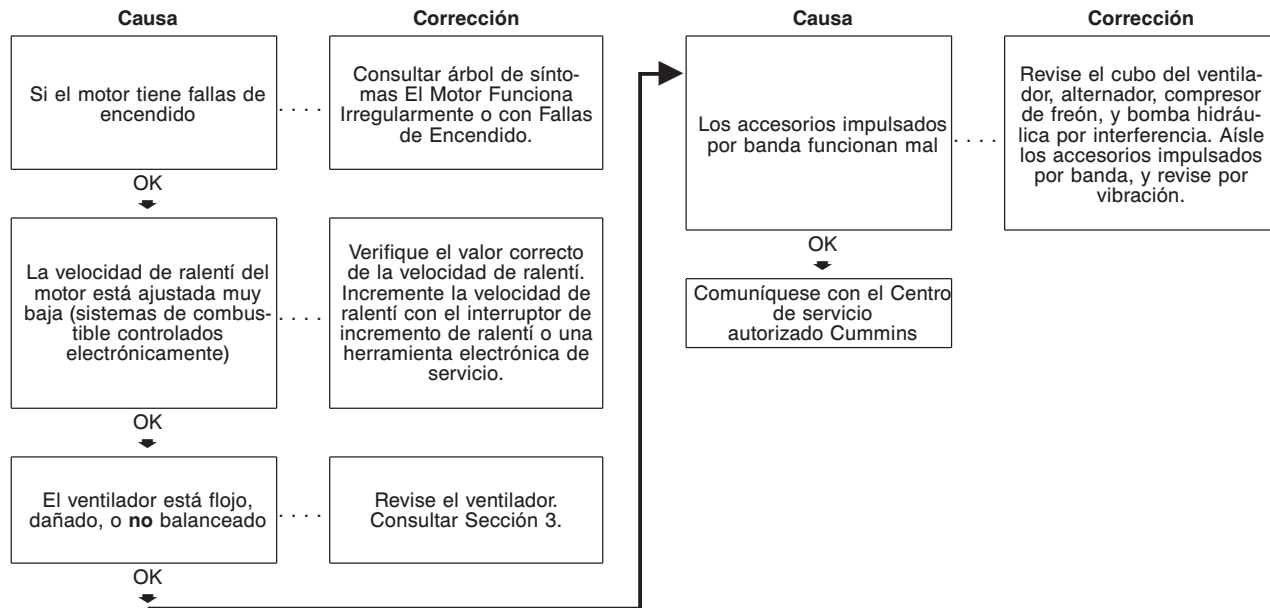 Causa
Corrección
Si el motor tiene fallas de
encendido
. . . .
Consultar árbol de sínto-
mas El Motor Funciona
Irregularmente o con Fallas
de Encendido.
OK
La velocidad de ralentí del
motor está ajustada muy
baja (sistemas de combus-
tible controlados
electrónicamente)
. . . .
Verifique el valor correcto
de la velocidad de ralentí.
Incremente la velocidad de
ralentí con el interruptor de
incremento de ralentí o una
herramienta electrónica de
servicio.
OK
El ventilador está flojo,
dañado, o no balanceado
. . . .
Revise el ventilador.
Consultar Sección 3.
OK
Causa
Corrección
Los accesorios impulsados
por banda funcionan mal
. . . .
Revise el cubo del ventila-
dor, alternador, compresor
de freón, y bomba hidráu-
lica por interferencia. Aísle
los accesorios impulsados
por banda, y revise por
vibración.
OK
Comuníquese con el Centro
de servicio
autorizado Cummins